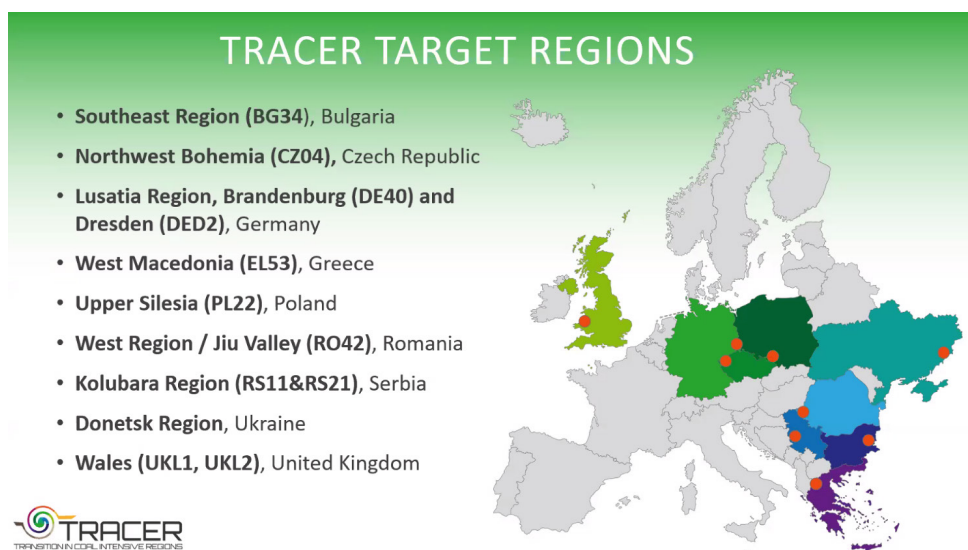 TRACER TARGET REGIONS
• Southeast Region (BG34), Bulgaria
• Northwest Bohemia (CZ04), Czech Republic
• Lusatia Region, Brandenburg (DE40) and
Dresden (DED2), Germany
• West Macedonia (EL53), Greece
• Upper Silesia (PL22), Poland
• West Region / Jiu Valley (RO42), Romania
• Kolubara Region (RS11&RS21), Serbia
• Donetsk Region, Ukraine
• Wales (UKL1, UKL2), United Kingdom
TRACER
TRANSITION IN COAL INTENSIVE REGIONS